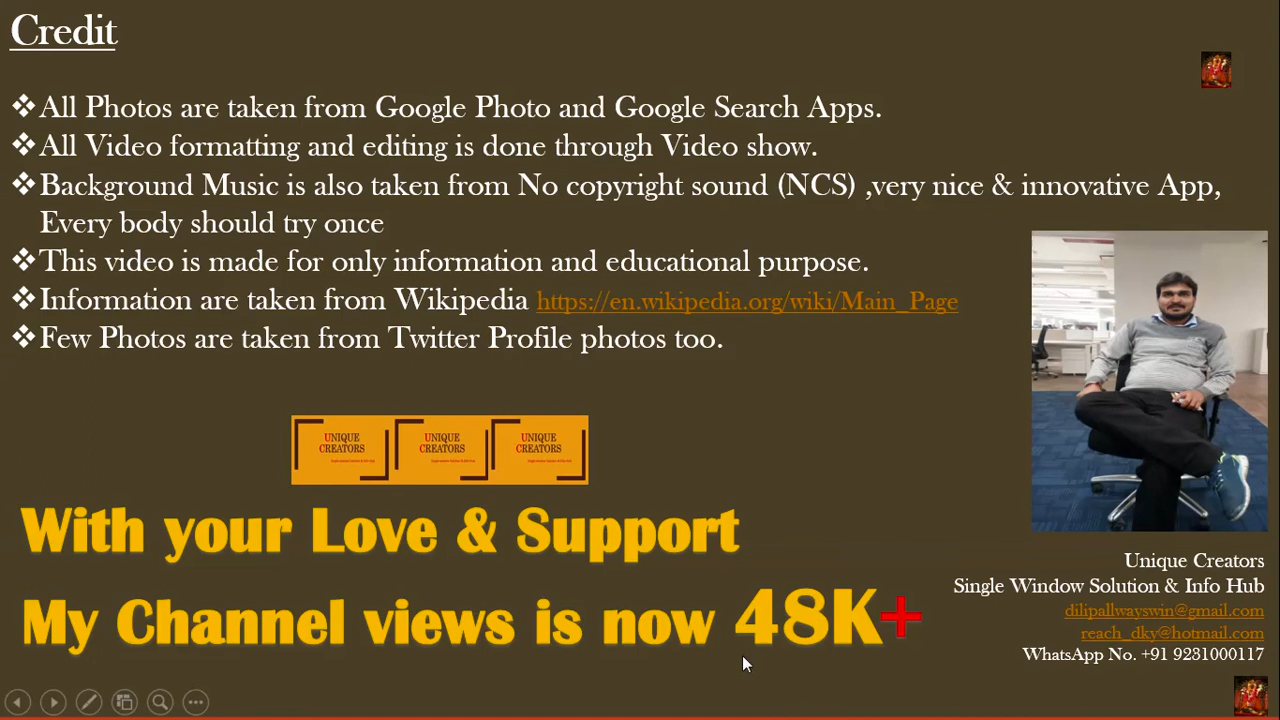 Credit
❖All Photos are taken from Google Photo and Google Search Apps.
❖All Video formatting and editing is done through Video show.
❖Background Music is also taken from No copyright sound (NCS) ,very nice & innovative App,
Every body should try once
❖This video is made for only information and educational purpose.
❖Information are taken from Wikipedia https://en.wikipedia.org/wiki/Main_Page
❖Few Photos are taken from Twitter Profile photos too.
UNIQUE CREATORS
UNIQUE CREATORS
UNIQUE CREATORS
With your Love & Support
My Channel views is now 48K+
Unique Creators
Single Window Solution & Info Hub
dilipallwayswin@gmail.com
reach_dky@hotmail.com
WhatsApp No. +91 9231000117